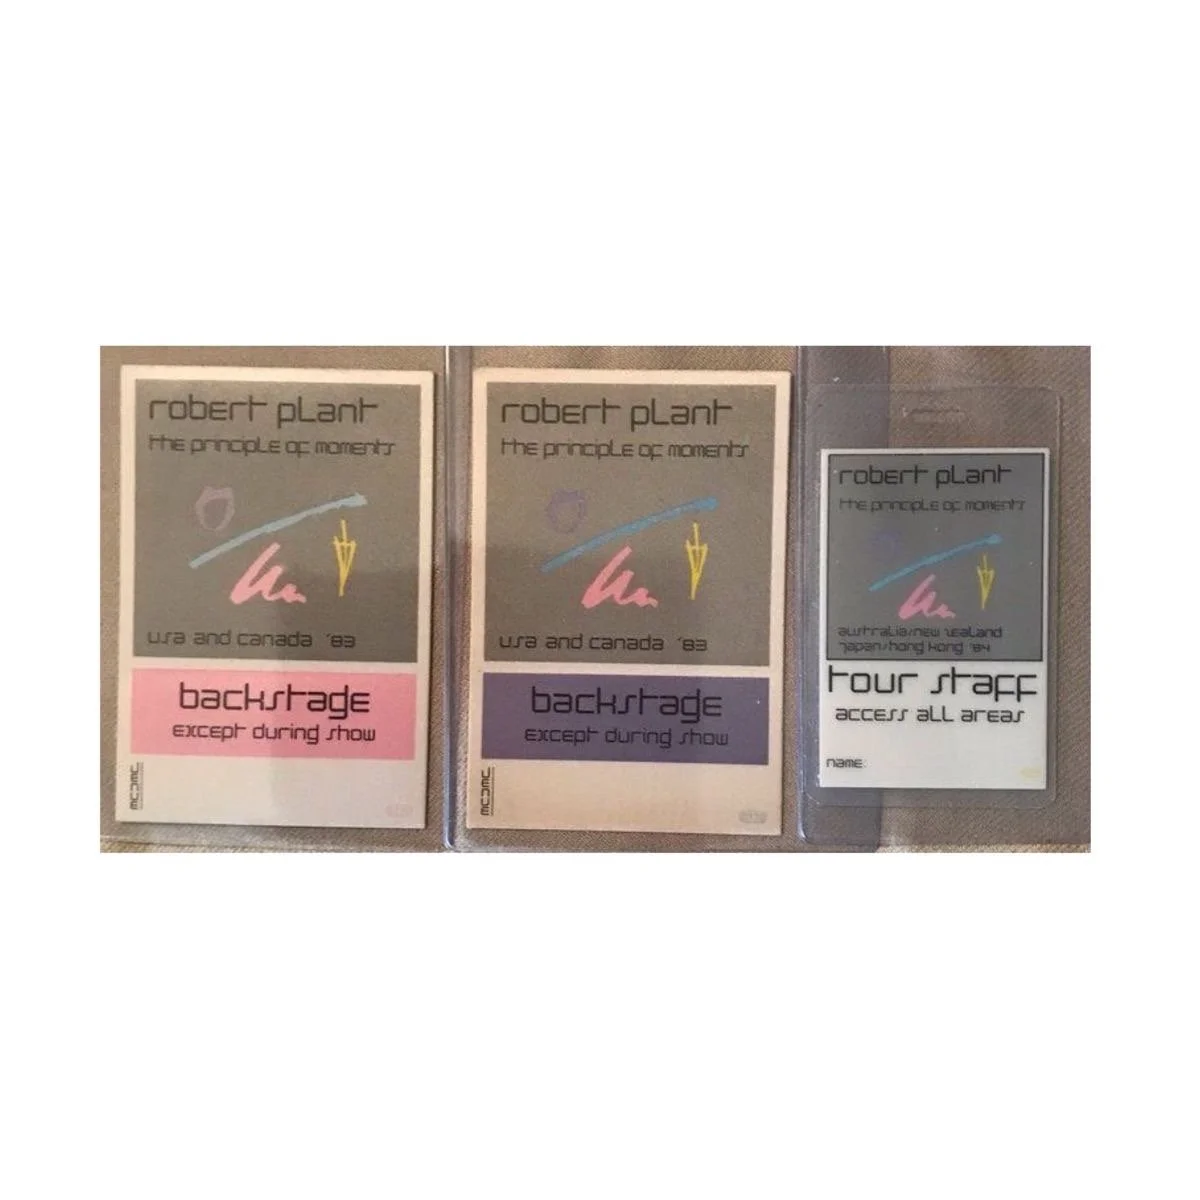 robert plant
the principle of moments
usa and canada '83
backstage
except during show
robert plant
the principle of moments
usa and canada '83
backstage
except during show
robert plant
the principle of moments
australia/new zealand
japan/hong kong '84
tour staff
access all areas
name: